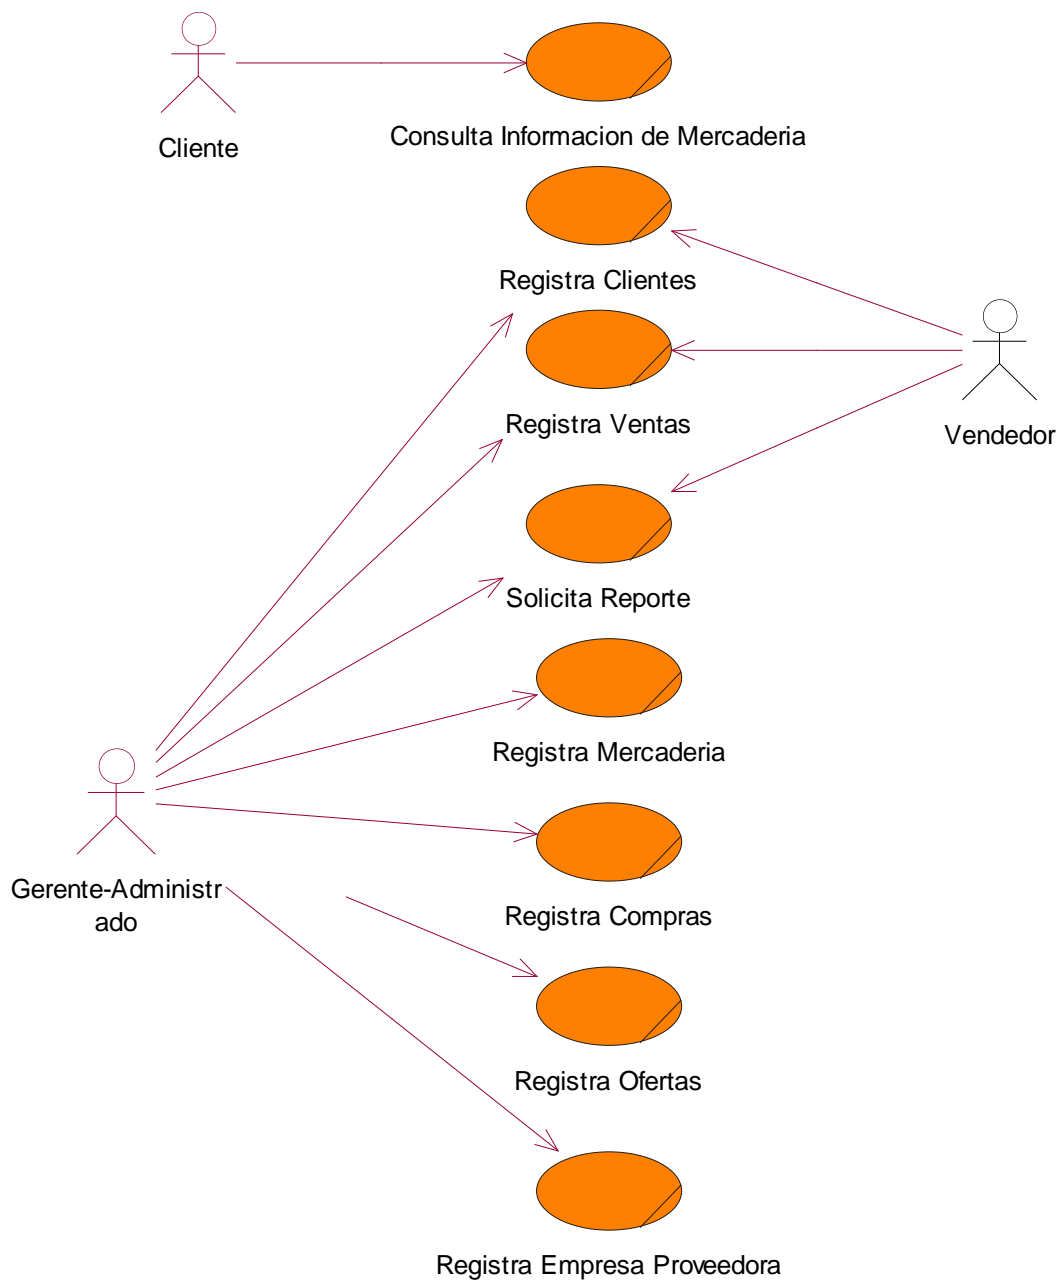 Consulta Informacion de Mercaderia
Cliente
Registra Clientes
Registra Ventas
Vendedor
Solicita Reporte
Registra Mercaderia
Gerente-Administr
ado
Registra Compras
Registra Ofertas
Registra Empresa Proveedora